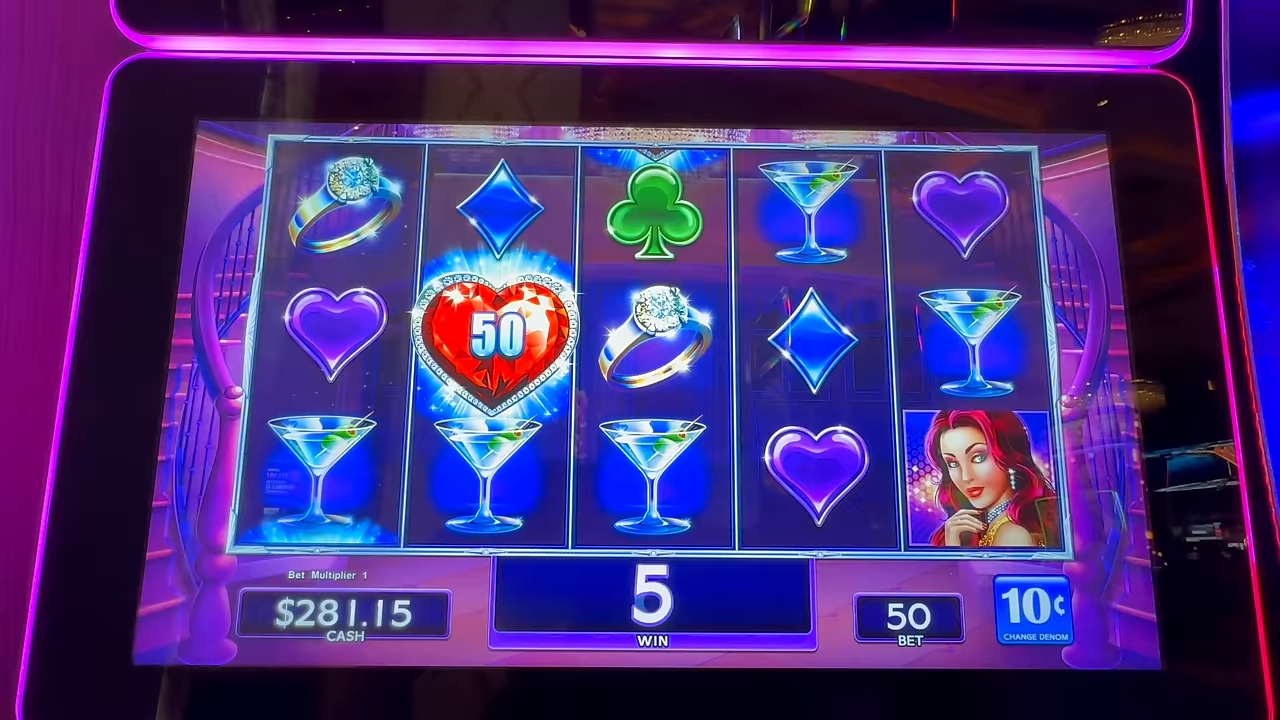 50
Bet Multiplier 1
$281.15
CASH
5
WIN
50
BET
10¢
CHANGE DENOM